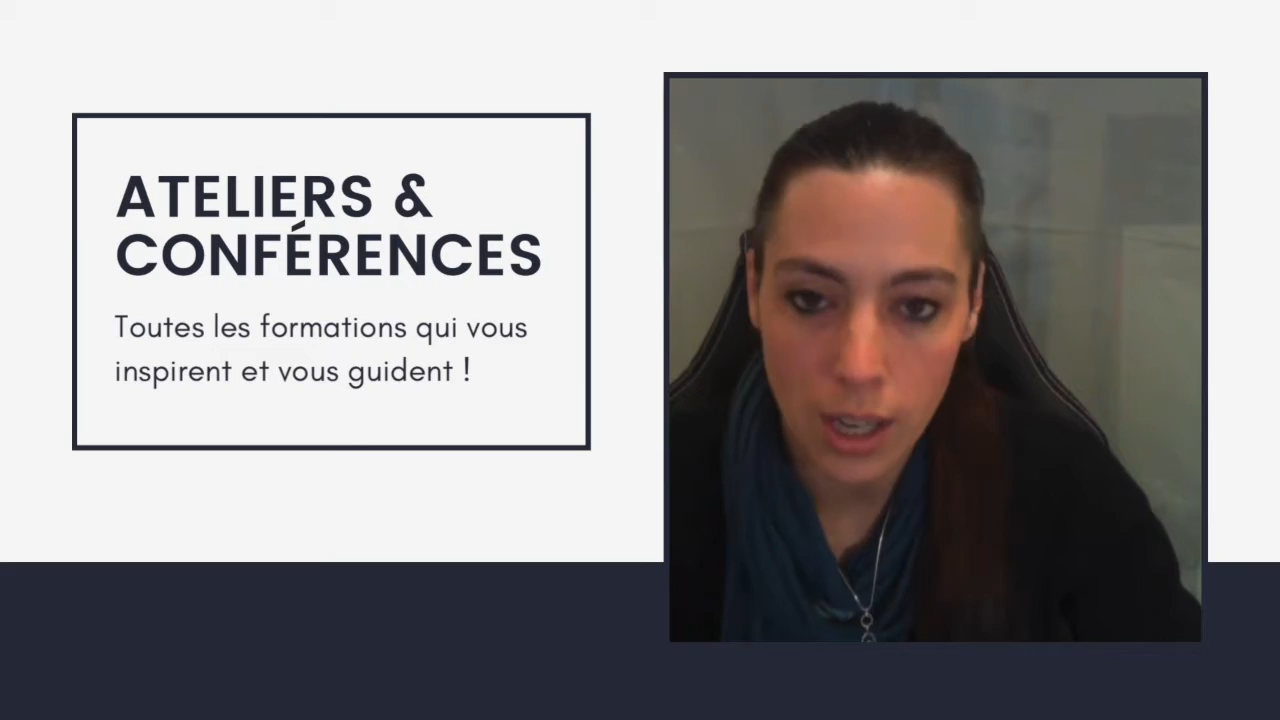 ATELIERS &
CONFÉRENCES
Toutes les formations qui vous
inspirent et vous guident !